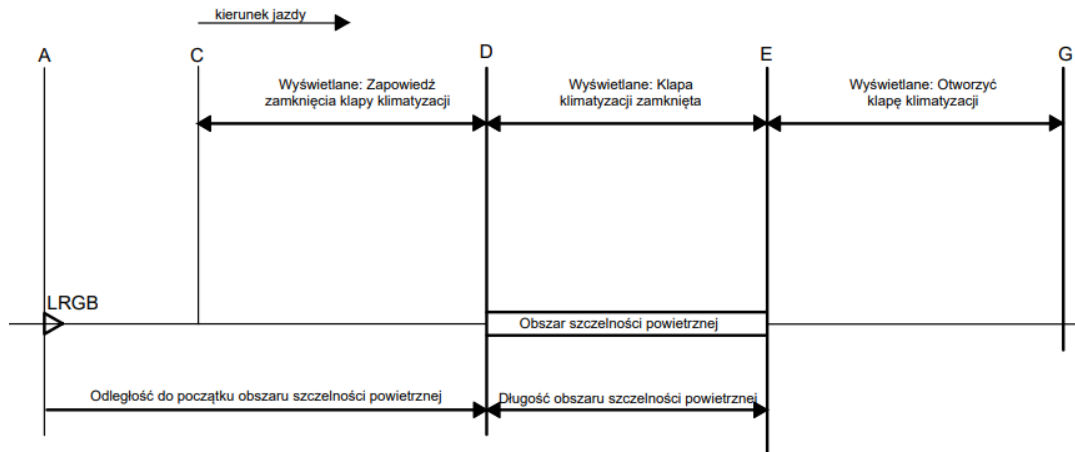 kierunek jazdy
A
C
D
E
G
Wyświetlane: Zapowiedź
zamknięcia klapy klimatyzacji
Wyświetlane: Klapa
klimatyzacji zamknięta
Wyświetlane: Otworzyć
klapę klimatyzacji
LRGB
Obszar szczelności powietrznej
Odległość do początku obszaru szczelności powietrznej
Długość obszaru szczelności powietrznej